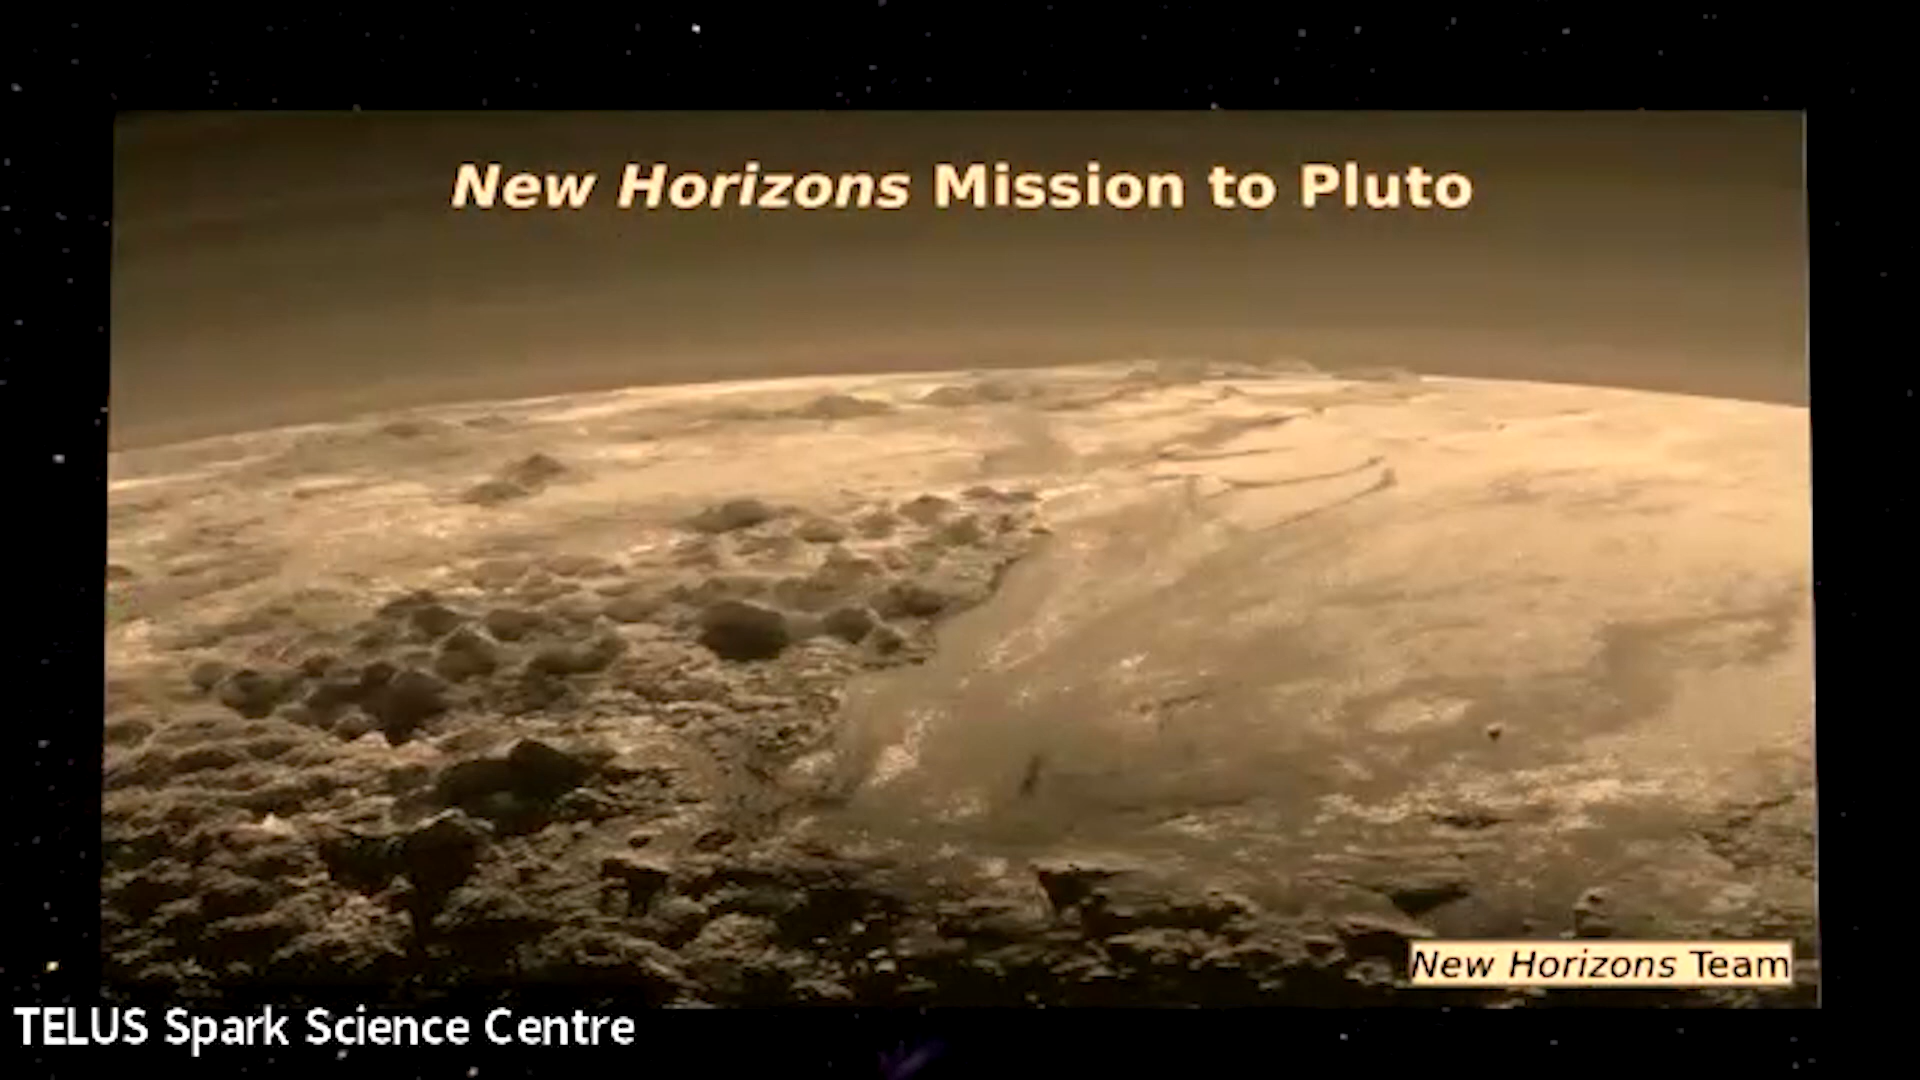 New Horizons Mission to Pluto
New Horizons Team
TELUS Spark Science Centre